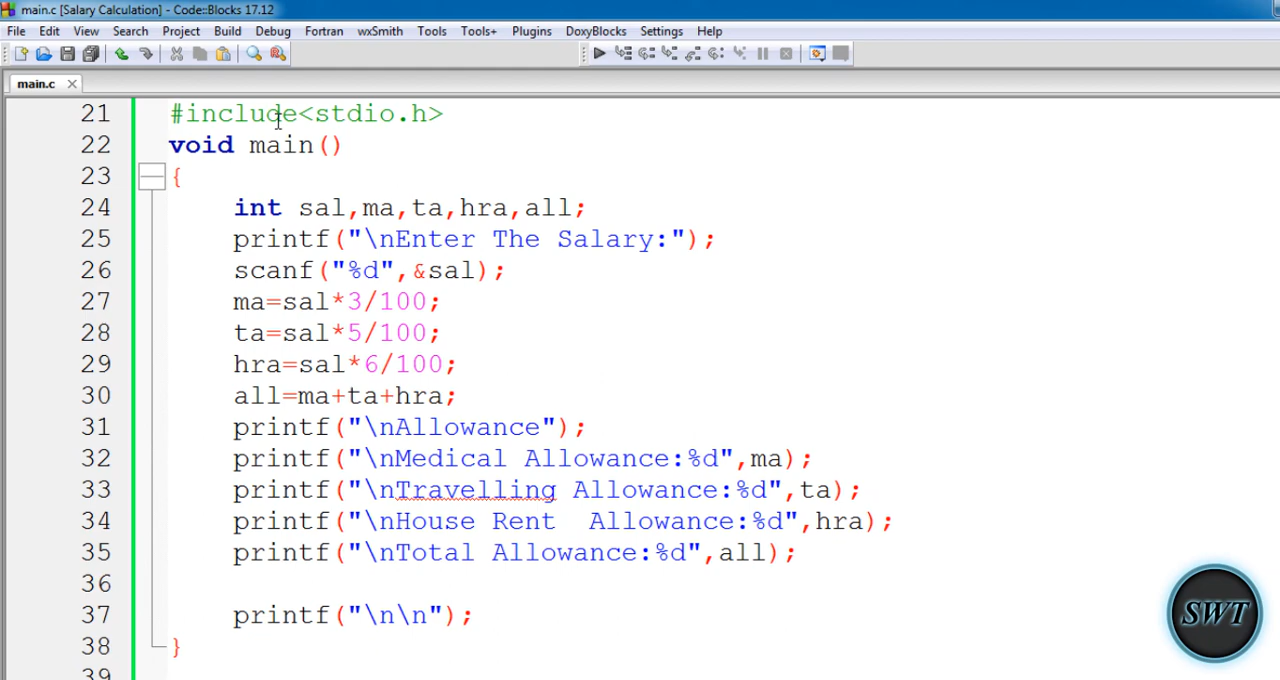 main.c [Salary Calculation] - Code::Blocks 17.12
File Edit View Search Project Build Debug Fortran wxSmith Tools Tools+ Plugins DoxyBlocks Settings Help
main.c
21 #include<stdio.h>
22 void main()
23 {
24 int sal,ma,ta,hra,all;
25 printf("\nEnter The Salary:");
26 scanf("%d",&sal);
27 ma=sal*3/100;
28 ta=sal*5/100;
29 hra=sal*6/100;
30 all=ma+ta+hra;
31 printf("\nAllowance");
32 printf("\nMedical Allowance:%d",ma);
33 printf("\nTravelling Allowance:%d",ta);
34 printf("\nHouse Rent  Allowance:%d",hra);
35 printf("\nTotal Allowance:%d",all);
36
37 printf("\n\n");
38 }
39
SWT